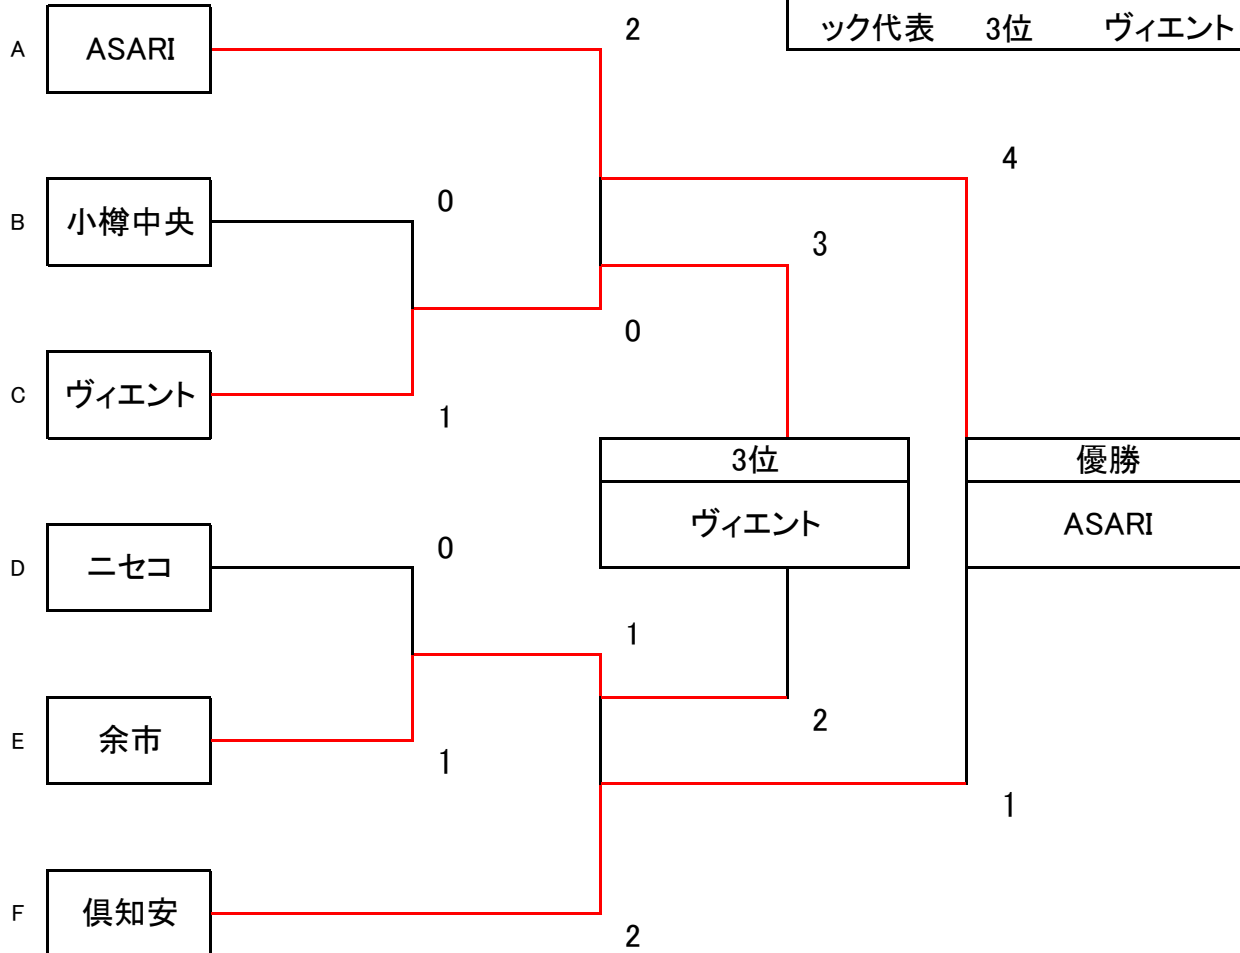 ック代表 3位 ヴィエント
A ASARI 2
4
B 小樽中央 0
3
0
C ヴィエント 1
3位 優勝
ヴィエント ASARI
D ニセコ 0
1
2
E 余市 1
1
F 倶知安 2